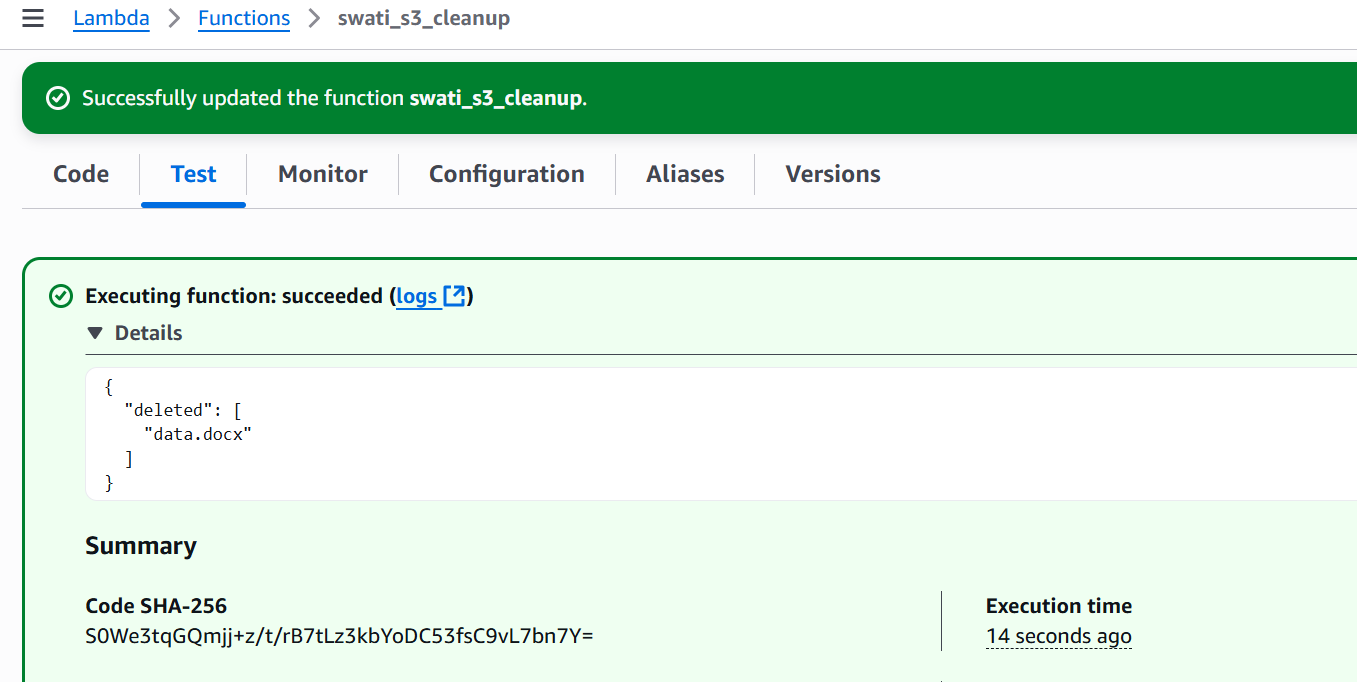 Lambda > Functions > swati_s3_cleanup
Successfully updated the function swati_s3_cleanup.
Code Test Monitor Configuration Aliases Versions
Executing function: succeeded (logs)
Details
{
"deleted": [
"data.docx"
]
}
Summary
Code SHA-256
S0We3tqGQmjj+z/t/rB7tLz3kbYoDC53fsC9vL7bn7Y=
Execution time
14 seconds ago